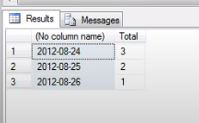 Results Messages
(No column name) Total
1 2012-08-24 3
2 2012-08-25 2
3 2012-08-26 1